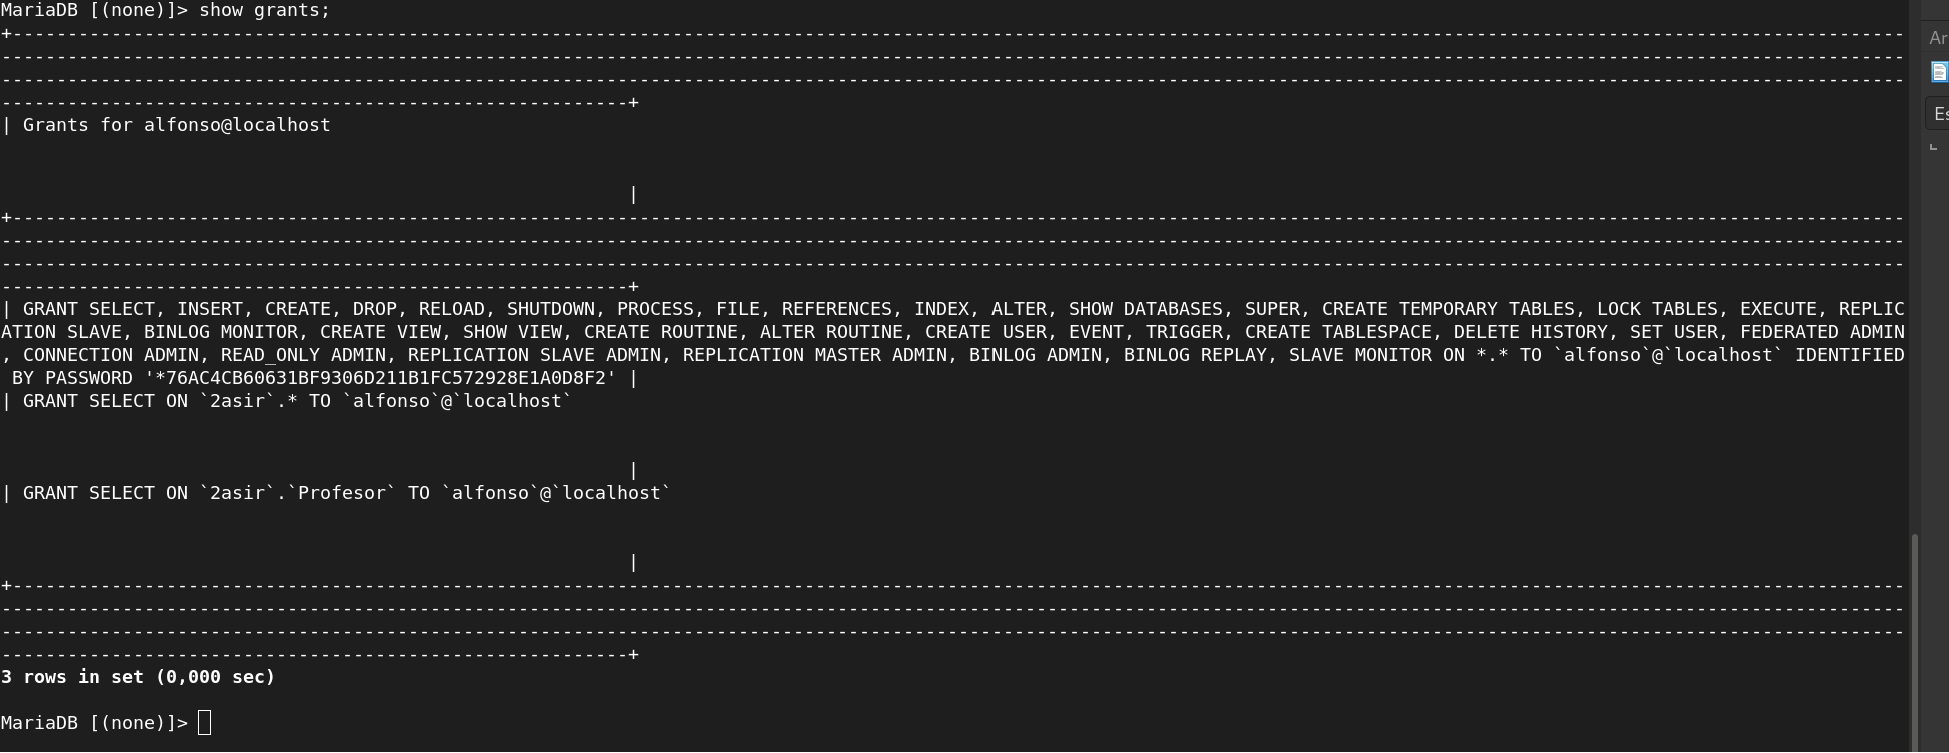 MariaDB [(none)]> show grants;
+----------------------------------------------------------------------------------------------------------------------------------------------------------------------------
-----------------------------------------------------------------------------------------------------------------------------------------------------------------------------
-----------------------------------------------------------------------------------------------------------------------------------------------------------------------------
---------------------------------------------------------+
| Grants for alfonso@localhost
|
+----------------------------------------------------------------------------------------------------------------------------------------------------------------------------
-----------------------------------------------------------------------------------------------------------------------------------------------------------------------------
-----------------------------------------------------------------------------------------------------------------------------------------------------------------------------
---------------------------------------------------------+
| GRANT SELECT, INSERT, CREATE, DROP, RELOAD, SHUTDOWN, PROCESS, FILE, REFERENCES, INDEX, ALTER, SHOW DATABASES, SUPER, CREATE TEMPORARY TABLES, LOCK TABLES, EXECUTE, REPLIC
ATION SLAVE, BINLOG MONITOR, CREATE VIEW, SHOW VIEW, CREATE ROUTINE, ALTER ROUTINE, CREATE USER, EVENT, TRIGGER, CREATE TABLESPACE, DELETE HISTORY, SET USER, FEDERATED ADMIN
, CONNECTION ADMIN, READ_ONLY ADMIN, REPLICATION SLAVE ADMIN, REPLICATION MASTER ADMIN, BINLOG ADMIN, BINLOG REPLAY, SLAVE MONITOR ON *.* TO `alfonso`@`localhost` IDENTIFIED
BY PASSWORD '*76AC4CB60631BF9306D211B1FC572928E1A0D8F2' |
| GRANT SELECT ON `2asir`.* TO `alfonso`@`localhost`
|
| GRANT SELECT ON `2asir`.`Profesor` TO `alfonso`@`localhost`
|
+----------------------------------------------------------------------------------------------------------------------------------------------------------------------------
-----------------------------------------------------------------------------------------------------------------------------------------------------------------------------
-----------------------------------------------------------------------------------------------------------------------------------------------------------------------------
---------------------------------------------------------+
3 rows in set (0,000 sec)
MariaDB [(none)]>
Ar
Es